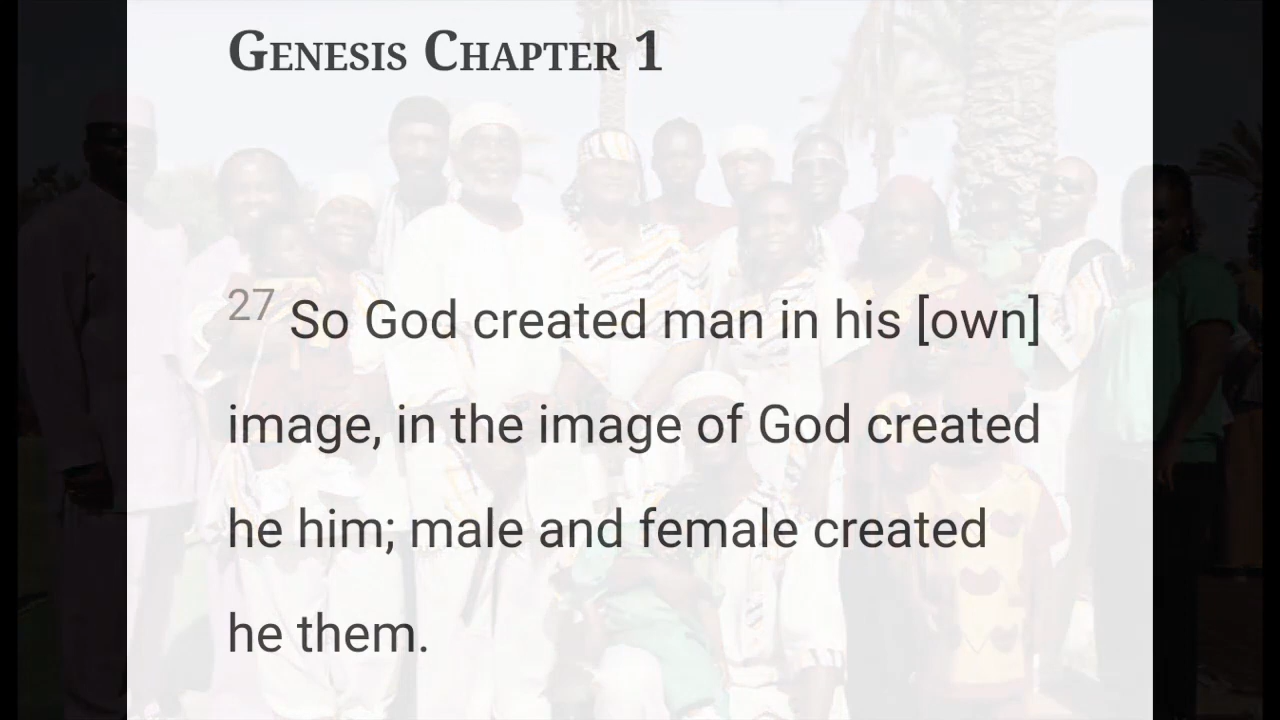 Genesis Chapter 1
27 So God created man in his [own]
image, in the image of God created
he him; male and female created
he them.